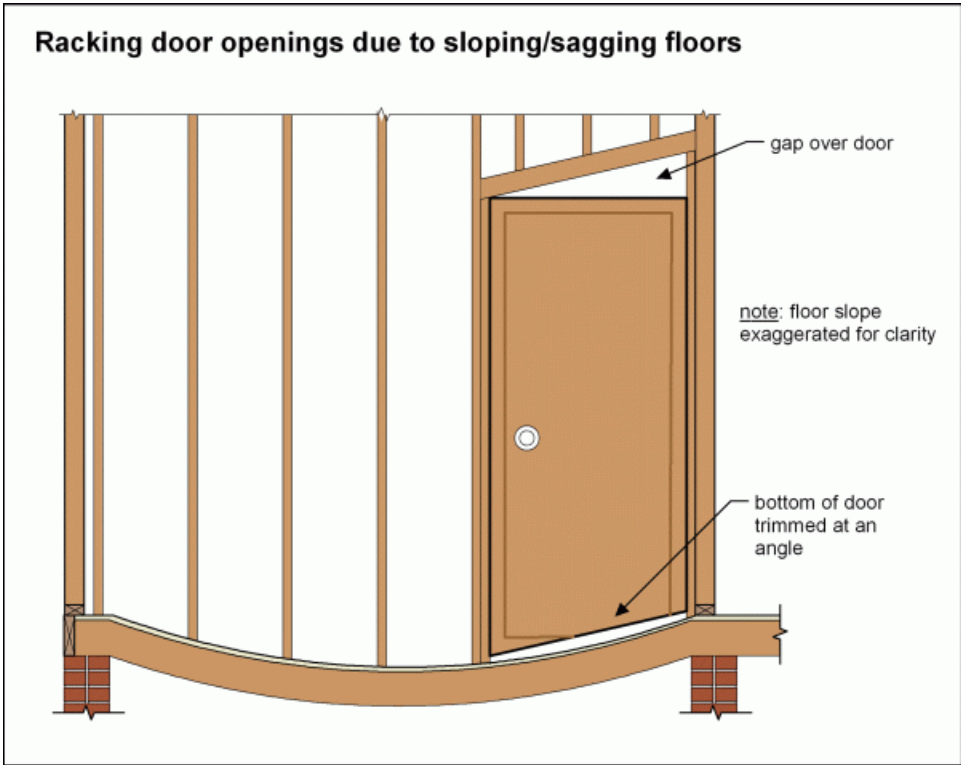 Racking door openings due to sloping/sagging floors
gap over door
note: floor slope
exaggerated for clarity
bottom of door
trimmed at an
angle